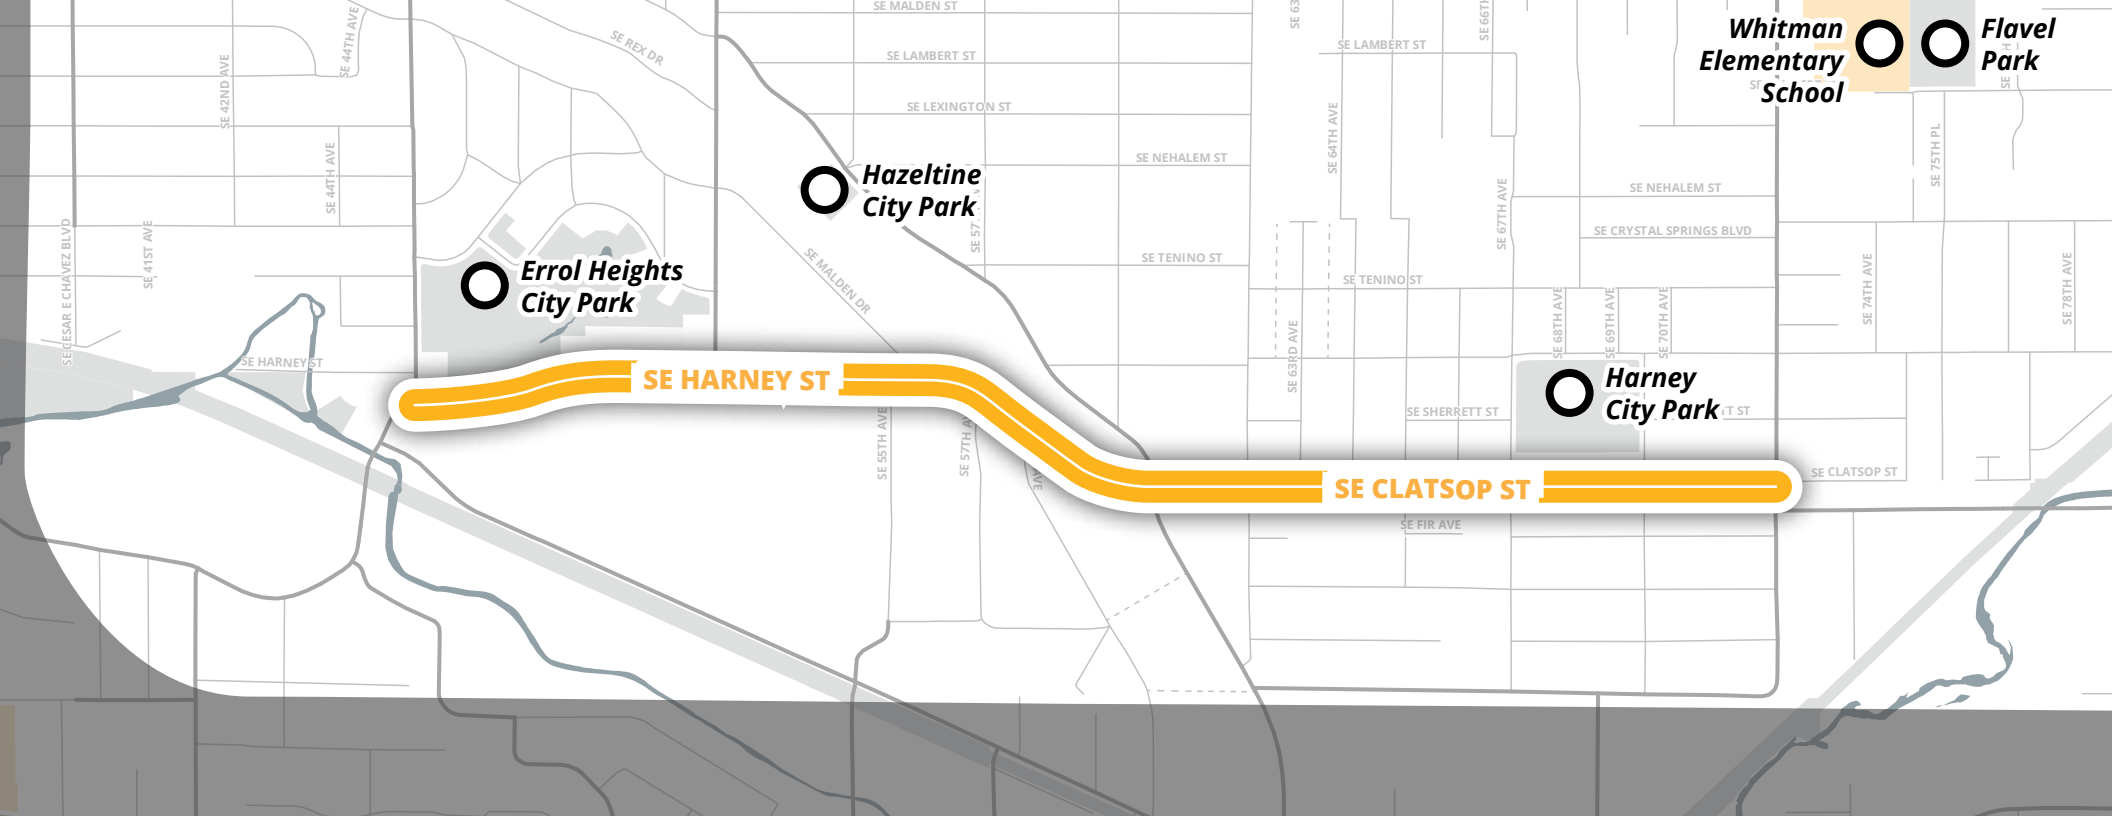 SE MALDEN ST
SE 63
SE 66TH
SE 44TH AVE
SE REX DR
SE LAMBERT ST
SE LAMBERT ST
Whitman
Elementary
School
Flavel
Park
SE 42ND AVE
SE LEXINGTON ST
SE 64TH AVE
SE 75TH PL
SE 44TH AVE
SE NEHALEM ST
Hazeltine
City Park
SE NEHALEM ST
SE 67TH AVE
SE 57
SE CRYSTAL SPRINGS BLVD
SE CESAR E CHAVEZ BLVD
SE 41ST AVE
SE TENINO ST
SE TENINO ST
Errol Heights
City Park
SE MALDEN DR
SE 74TH AVE
SE 78TH AVE
SE 68TH AVE
SE 69TH AVE
SE 70TH AVE
SE 63RD AVE
SE HARNEY ST
SE HARNEY ST
Harney
City Park
SE SHERRETT ST
T ST
SE 55TH AVE
SE 57TH A
AVE
SE CLATSOP ST
SE CLATSOP ST
SE FIR AVE